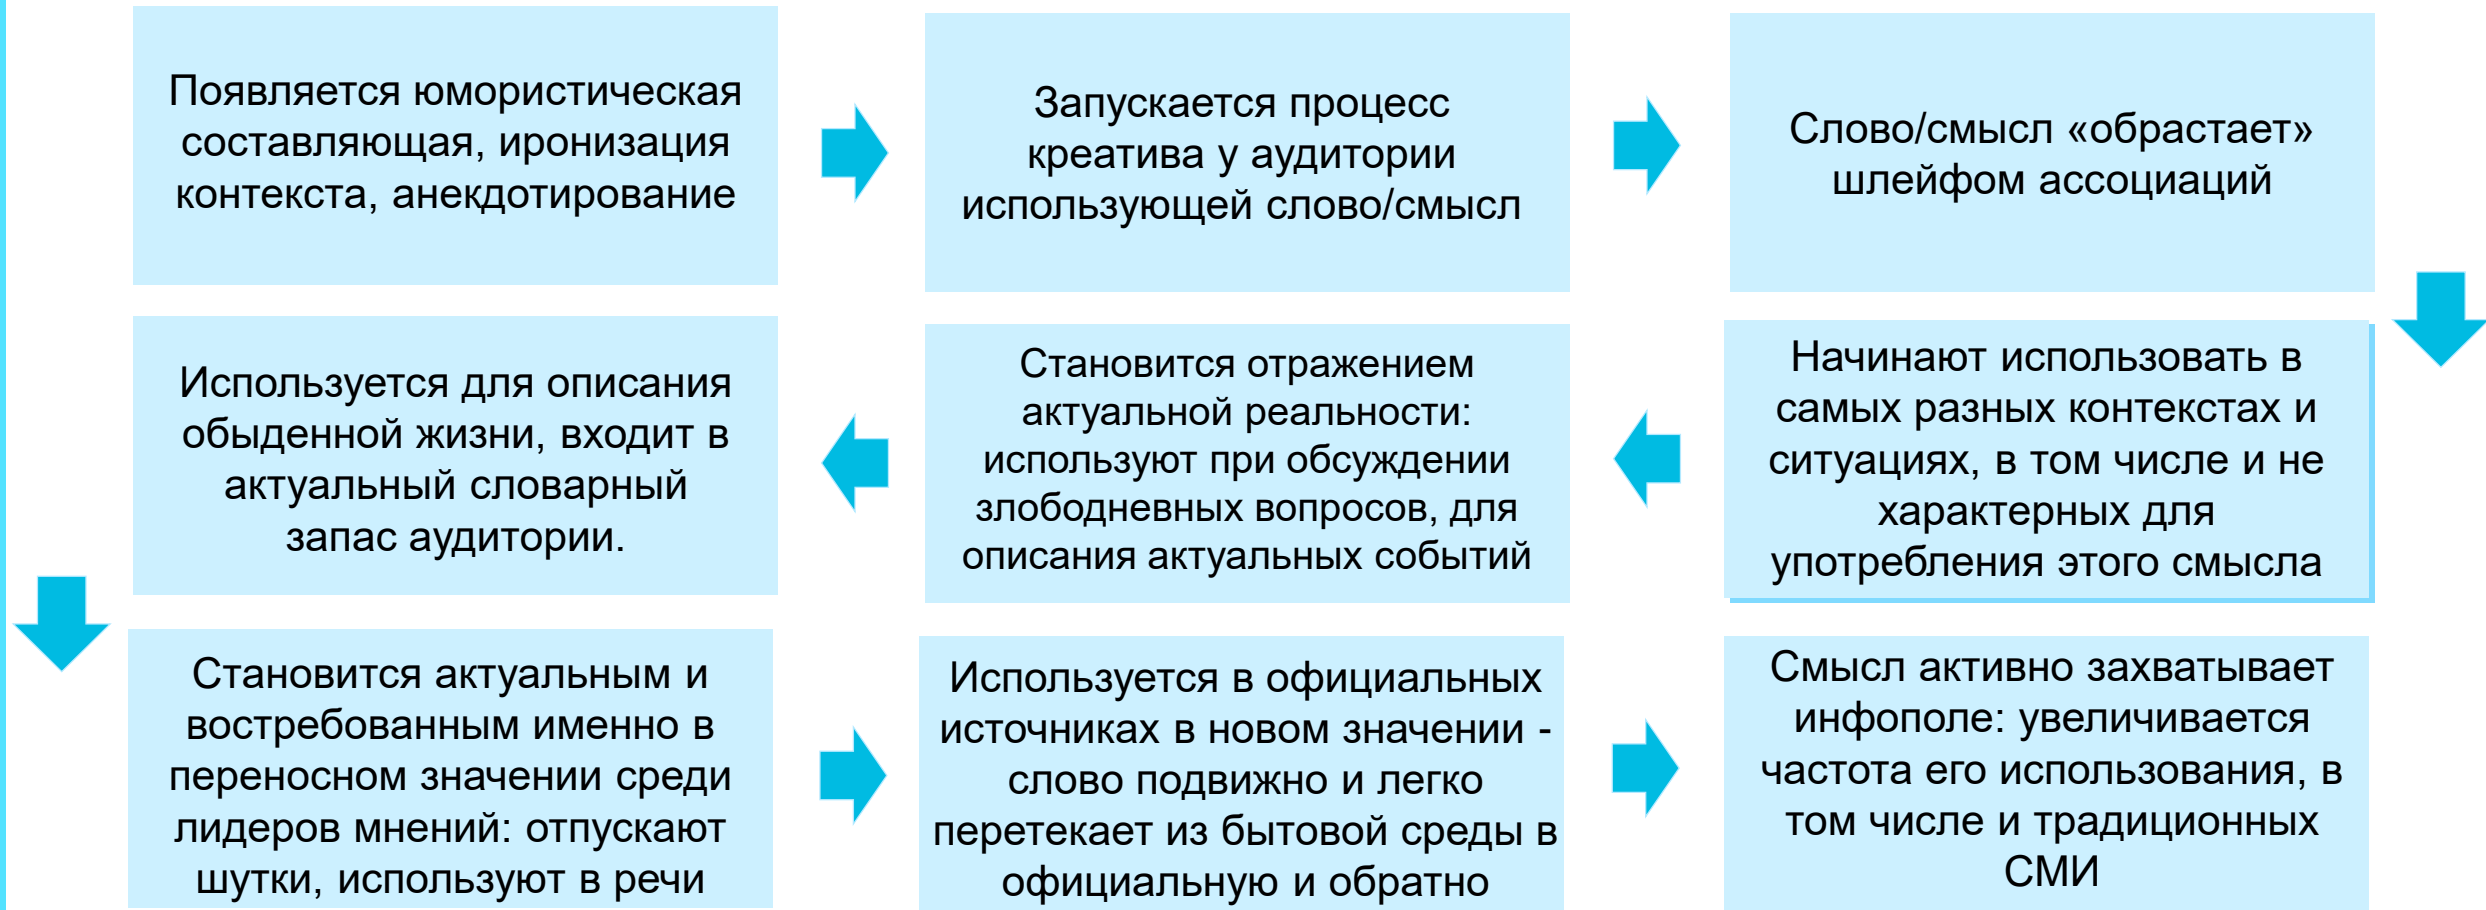 Появляется юмористическая
составляющая, иронизация
контекста, анекдотирование
Запускается процесс
креатива у аудитории
использующей слово/смысл
Слово/смысл «обрастает»
шлейфом ассоциаций
Начинают использовать в
самых разных контекстах и
ситуациях, в том числе и не
характерных для
употребления этого смысла
Становится отражением
актуальной реальности:
используют при обсуждении
злободневных вопросов, для
описания актуальных событий
Используется для описания
обыденной жизни, входит в
актуальный словарный
запас аудитории.
Становится актуальным и
востребованным именно в
переносном значении среди
лидеров мнений: отпускают
шутки, используют в речи
Используется в официальных
источниках в новом значении -
слово подвижно и легко
перетекает из бытовой среды в
официальную и обратно
Смысл активно захватывает
инфополе: увеличивается
частота его использования, в
том числе и традиционных
СМИ